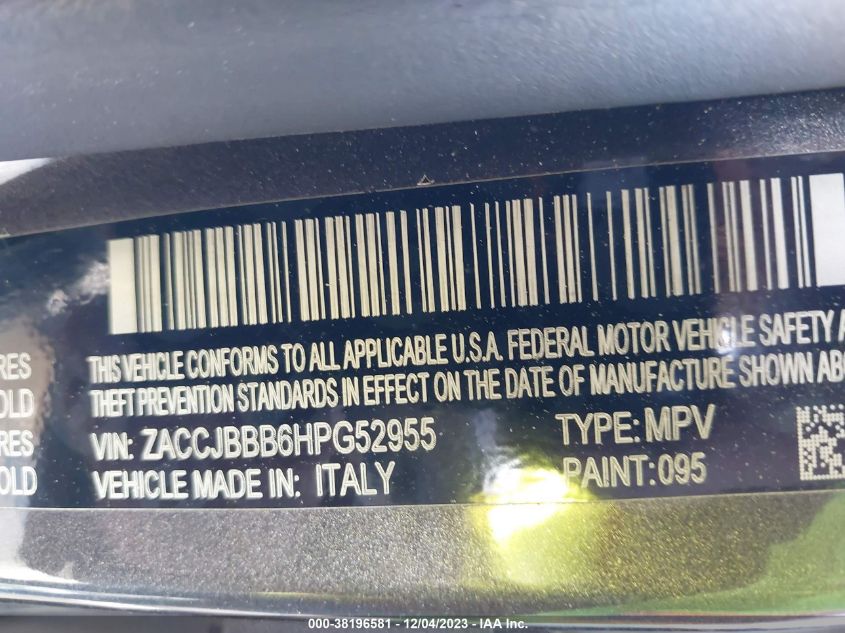 THIS VEHICLE CONFORMS TO ALL APPLICABLE U.S.A. FEDERAL MOTOR VEHICLE SAFETY
THEFT PREVENTION STANDARDS IN EFFECT ON THE DATE OF MANUFACTURE SHOWN
VIN: ZACCJBBB6HPG52955 TYPE: MPV
VEHICLE MADE IN: ITALY PAINT: 095
RES
OLD
RES
OLD
000-38196581 - 12/04/2023 - IAA Inc.